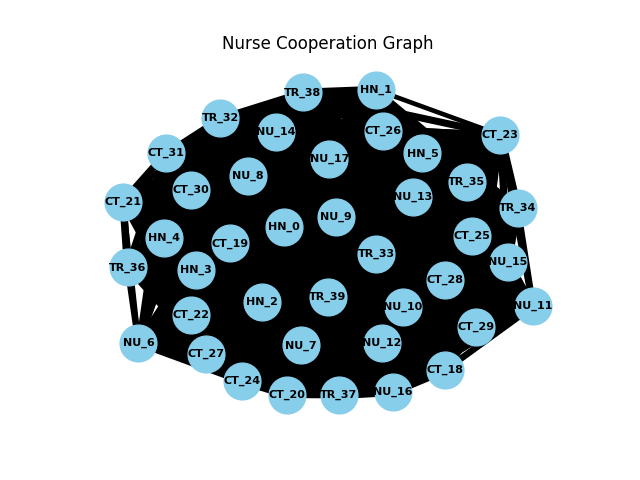 Nurse Cooperation Graph
HN_1
TR_38
TR_32
NU_14
CT_26
CT_23
CT_31
HN_5
NU_17
NU_8
TR_35
CT_30
NU_13
CT_21
TR_34
NU_9
HN_0
CT_25
HN_4
CT_19
TR_33
NU_15
TR_36
HN_3
CT_28
TR_39
HN_2
NU_11
NU_10
CT_22
CT_29
NU_6
NU_12
NU_7
CT_27
CT_18
CT_24
NU_16
CT_20
TR_37